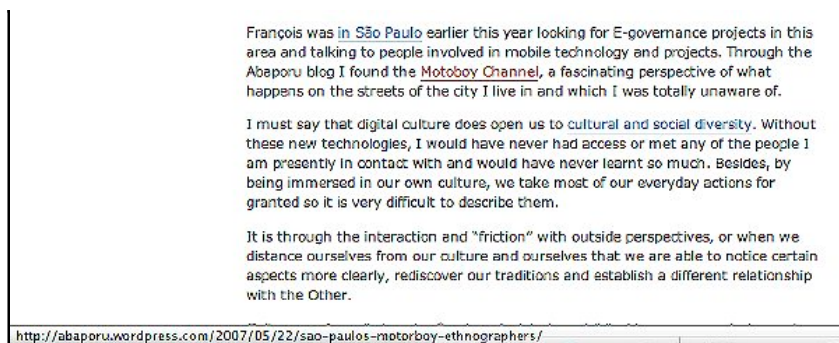 François was in São Paulo earlier this year looking for E-governance projects in this
area and talking to people involved in mobile technology and projects. Through the
Abaporu blog I found the Motoboy Channel, a fascinating perspective of what
happens on the streets of the city I live in and which I was totally unaware of.
I must say that digital culture does open us to cultural and social diversity. Without
these new technologies, I would have never had access or met any of the people I
am presently in contact with and would have never learnt so much. Besides, by
being immersed in our own culture, we take most of our everyday actions for
granted so it is very difficult to describe them.
It is through the interaction and "friction" with outside perspectives, or when we
distance ourselves from our culture and ourselves that we are able to notice certain
aspects more clearly, rediscover our traditions and establish a different relationship
with the Other.
http://abaporu.wordpress.com/2007/05/22/sao-paulos-motorboy-ethnographers/